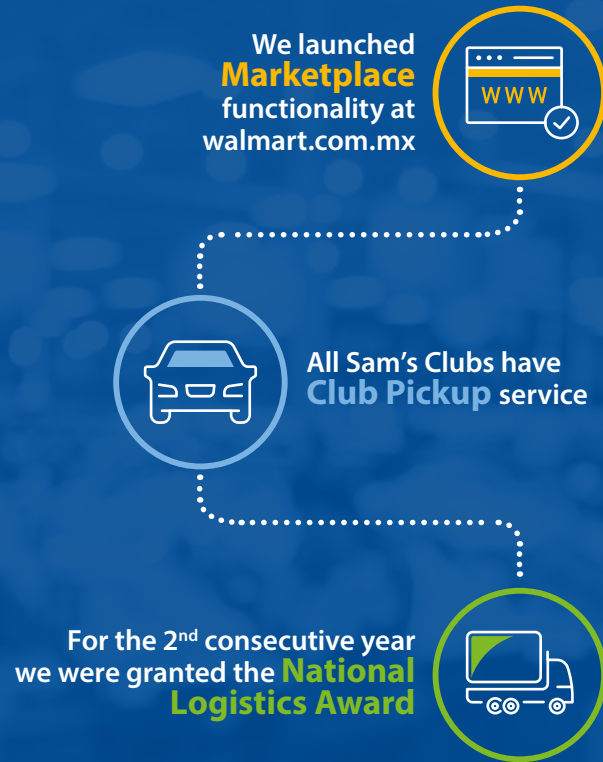 We launched
Marketplace
functionality at
walmart.com.mx
WWW
All Sam’s Clubs have
Club Pickup service
For the 2nd consecutive year
we were granted the National
Logistics Award